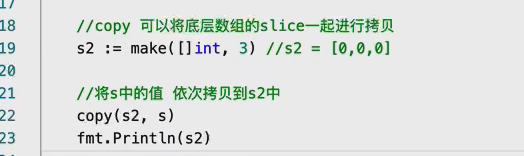 18 //copy 可以将底层数组的slice一起进行拷贝
19 s2 := make([]int, 3) //s2 = [0,0,0]
20
21 //将s中的值 依次拷贝到s2中
22 copy(s2, s)
23 fmt.Println(s2)